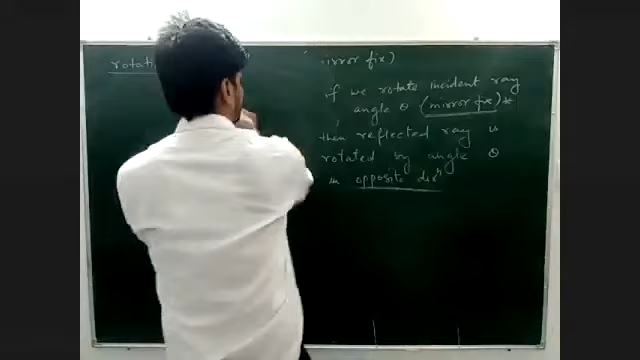 rotati
irror fix)
if we rotate incident ray
angle θ (mirror fix)*
then reflected ray is
rotated by angle θ
in opposite dirⁿ